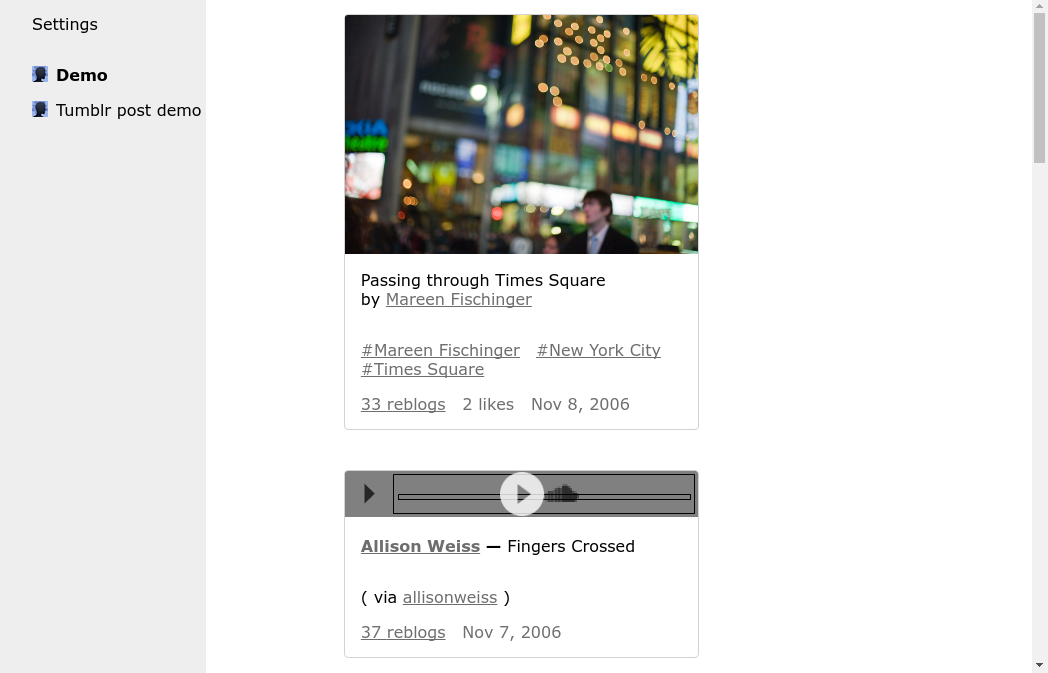 Settings
Demo
Tumblr post demo
Passing through Times Square
by Mareen Fischinger
#Mareen Fischinger #New York City
#Times Square
33 reblogs 2 likes Nov 8, 2006
Allison Weiss — Fingers Crossed
( via allisonweiss )
37 reblogs Nov 7, 2006